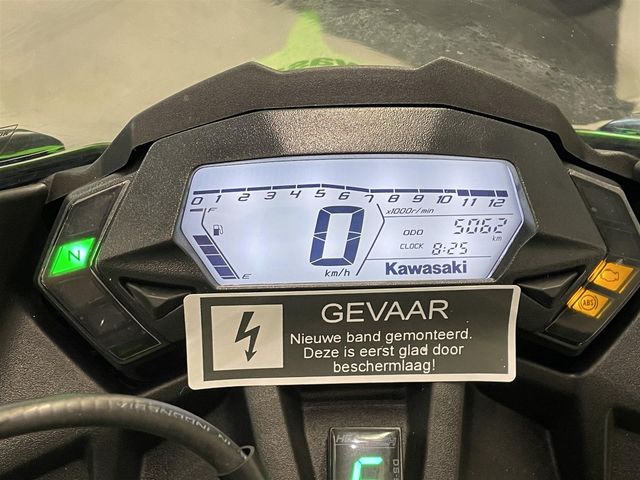 0 1 2 3 4 5 6 7 8 9 10 11 12
F
x1000r/min
0
ODO 5062
km
CLOCK 8:25
E
km/h
Kawasaki
N
ABS
GEVAAR
Nieuwe band gemonteerd.
Deze is eerst glad door
beschermlaag!